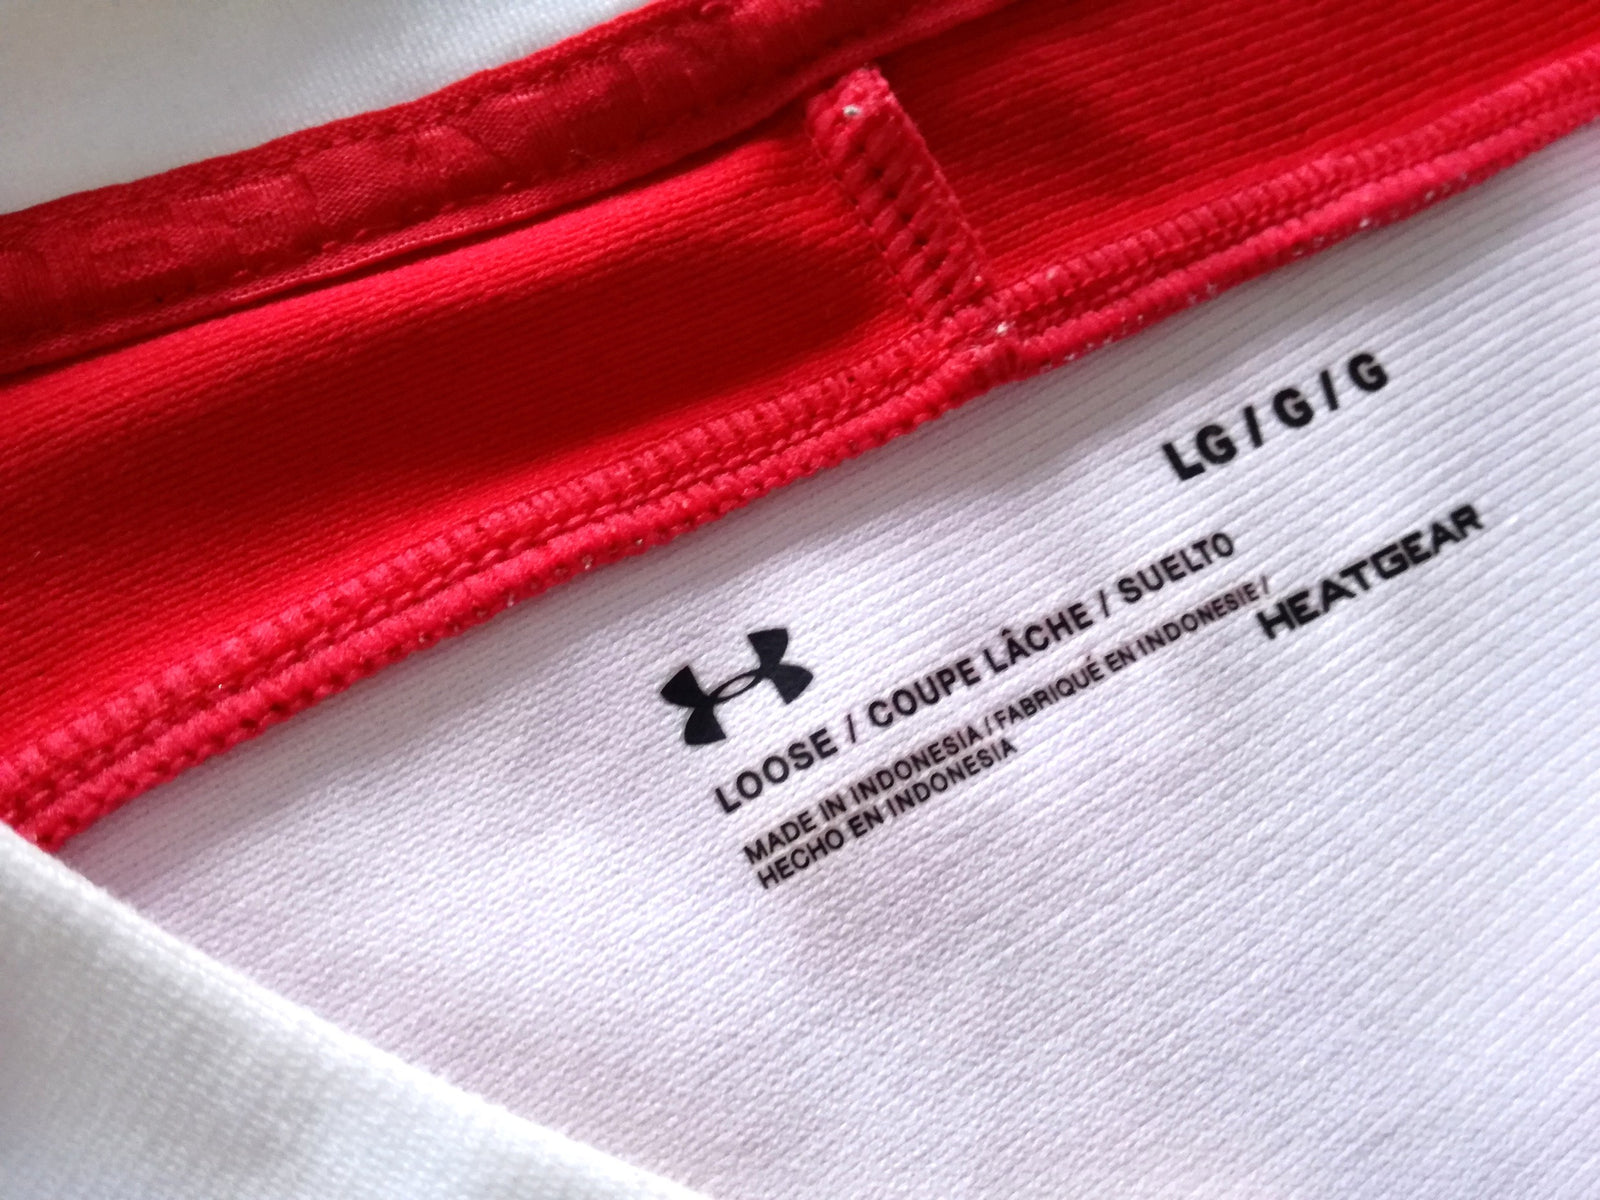 LG / G / G
LOOSE / COUPE LÂCHE / SUELTO
HEATGEAR
MADE IN INDONESIA / FABRIQUÉ EN INDONESIE /
HECHO EN INDONESIA